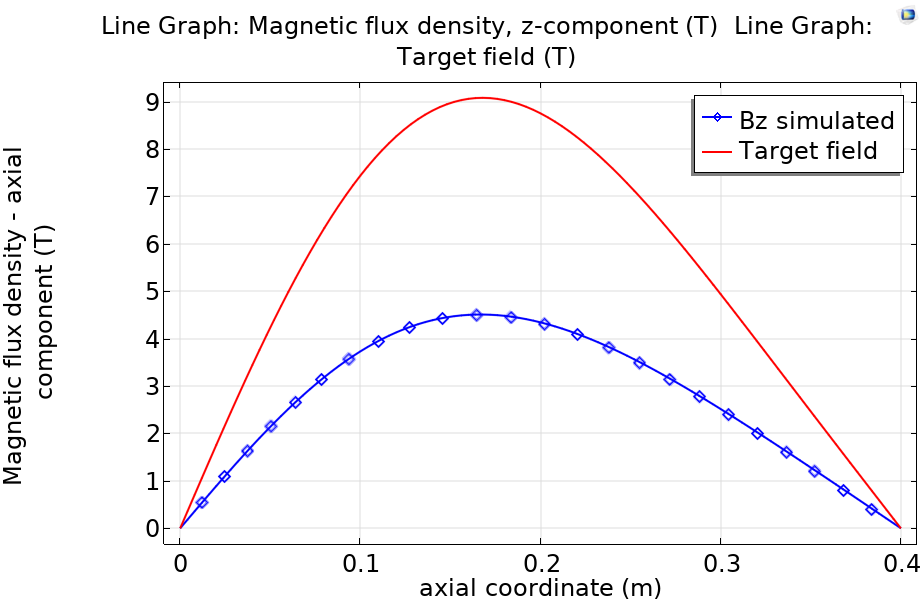 Line Graph: Magnetic flux density, z-component (T)  Line Graph:
Target field (T)
Magnetic flux density - axial
component (T)
9
8
7
6
5
4
3
2
1
0
Bz simulated
Target field
0 0.1 0.2 0.3 0.4
axial coordinate (m)